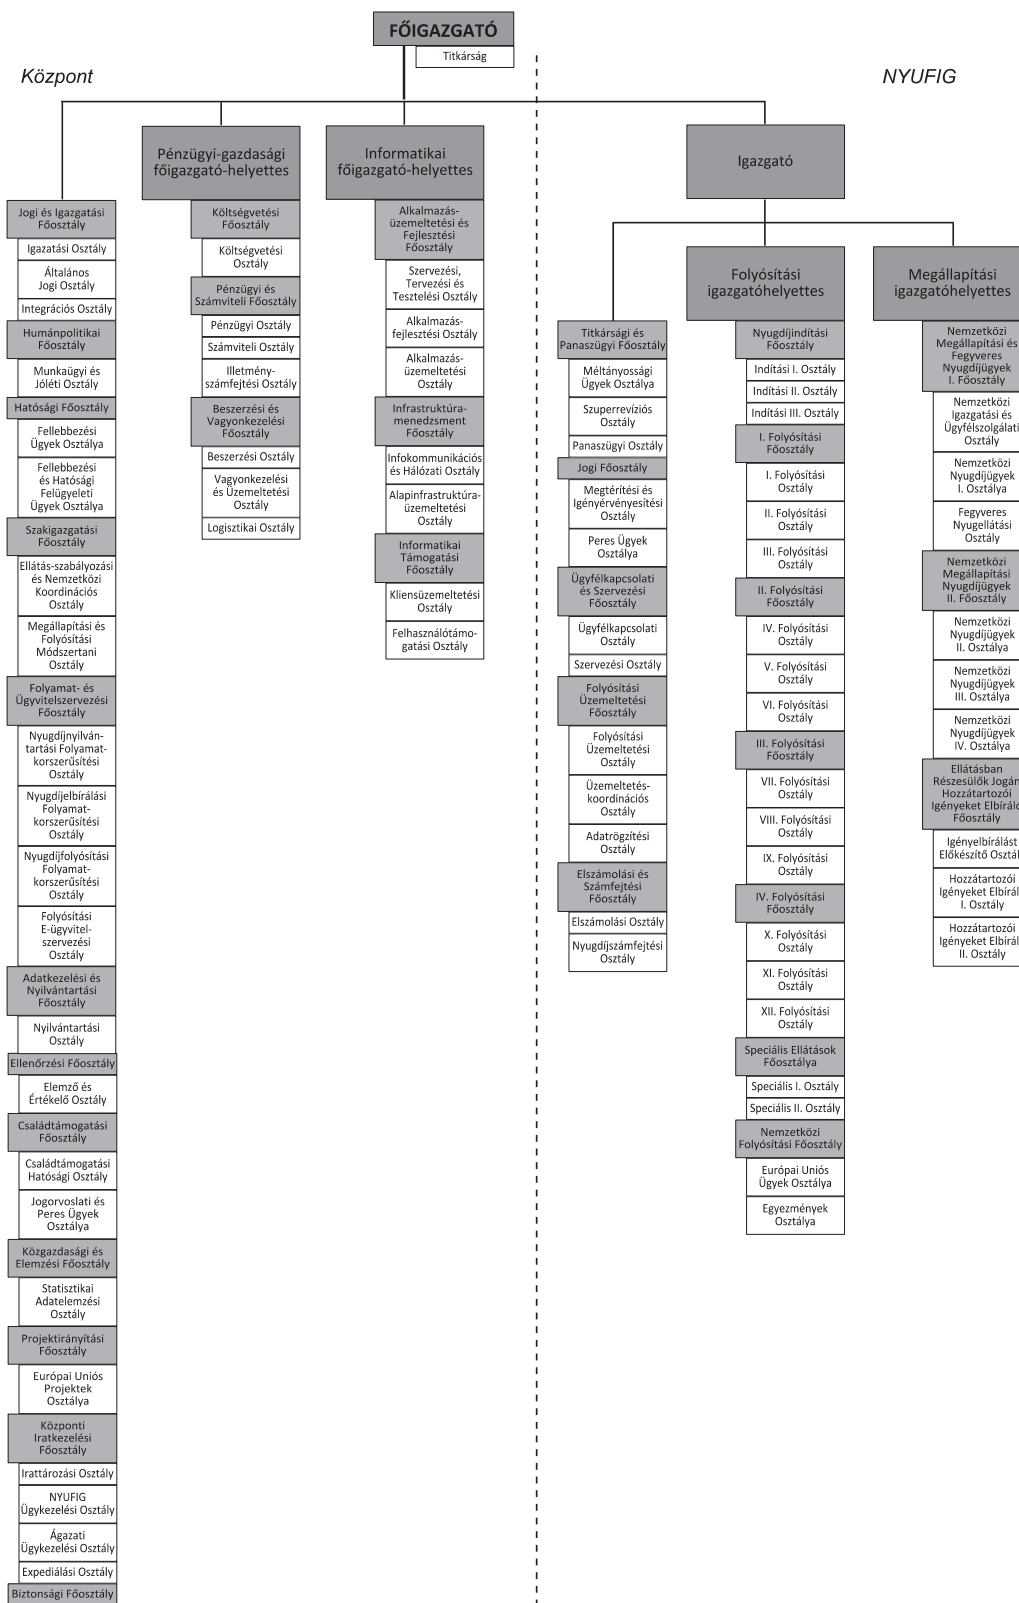 FŐIGAZGATÓ
Titkárság
Központ
NYUFIG
Pénzügyi-gazdasági
főigazgató-helyettes
Informatikai
főigazgató-helyettes
Igazgató
Jogi és Igazgatási
Főosztály
Igazatási Osztály
Általános
Jogi Osztály
Integrációs Osztály
Humánpolitikai
Főosztály
Munkaügyi és
Jóléti Osztály
Hatósági Főosztály
Fellebbezési
Ügyek Osztálya
Fellebbezési
és Hatósági
Felügyeleti
Ügyek Osztálya
Szakigazgatási
Főosztály
Ellátás-szabályozási
és Nemzetközi
Koordinációs
Osztály
Megállapítási és
Folyósítási
Módszertani
Osztály
Folyamat- és
Ügyvitelszervezési
Főosztály
Nyugdíjnyilván-
tartási Folyamat-
korszerűsítési
Osztály
Nyugdíjelbírálási
Folyamat-
korszerűsítési
Osztály
Nyugdíjfolyósítási
Folyamat-
korszerűsítési
Osztály
Folyósítási
E-ügyvitel-
szervezési
Osztály
Adatkezelési és
Nyilvántartási
Főosztály
Nyilvántartási
Osztály
Ellenőrzési Főosztály
Elemző és
Értékelő Osztály
Családtámogatási
Főosztály
Családtámogatási
Hatósági Osztály
Jogorvoslati és
Peres Ügyek
Osztálya
Közgazdasági és
Elemzési Főosztály
Statisztikai
Adatelemzési
Osztály
Projektirányítási
Főosztály
Európai Uniós
Projektek
Osztálya
Központi
Iratkezelési
Főosztály
Irattározási Osztály
NYUFIG
Ügykezelési Osztály
Ágazati
Ügykezelési Osztály
Expediálási Osztály
Biztonsági Főosztály
Költségvetési
Főosztály
Költségvetési
Osztály
Pénzügyi és
Számviteli Főosztály
Pénzügyi Osztály
Számviteli Osztály
Illetmény-
számfejtési Osztály
Beszerzési és
Vagyonkezelési
Főosztály
Beszerzési Osztály
Vagyonkezelési
és Üzemeltetési
Osztály
Logisztikai Osztály
Alkalmazás-
üzemeltetési és
Fejlesztési
Főosztály
Szervezési,
Tervezési és
Tesztelési Osztály
Alkalmazás-
fejlesztési Osztály
Alkalmazás-
üzemeltetési
Osztály
Infrastruktúra-
menedzsment
Főosztály
Infokommunikációs
és Hálózati Osztály
Alapinfrastruktúra-
üzemeltetési
Osztály
Informatikai
Támogatási
Főosztály
Kliensüzemeltetési
Osztály
Felhasználótámo-
gatási Osztály
Titkársági és
Panaszügyi Főosztály
Méltányossági
Ügyek Osztálya
Szuperrevíziós
Osztály
Panaszügyi Osztály
Jogi Főosztály
Megtérítési és
Igényérvényesítési
Osztály
Peres Ügyek
Osztálya
Ügyfélkapcsolati
és Szervezési
Főosztály
Ügyfélkapcsolati
Osztály
Szervezési Osztály
Folyósítási
Üzemeltetési
Főosztály
Folyósítási
Üzemeltetési
Osztály
Üzemeltetés-
koordinációs
Osztály
Adatrögzítési
Osztály
Elszámolási és
Számfejtési
Főosztály
Elszámolási Osztály
Nyugdíjszámfejtési
Osztály
Folyósítási
igazgatóhelyettes
Nyugdíjindítási
Főosztály
Indítási I. Osztály
Indítási II. Osztály
Indítási III. Osztály
I. Folyósítási
Főosztály
I. Folyósítási
Osztály
II. Folyósítási
Osztály
III. Folyósítási
Osztály
II. Folyósítási
Főosztály
IV. Folyósítási
Osztály
V. Folyósítási
Osztály
VI. Folyósítási
Osztály
III. Folyósítási
Főosztály
VII. Folyósítási
Osztály
VIII. Folyósítási
Osztály
IX. Folyósítási
Osztály
IV. Folyósítási
Főosztály
X. Folyósítási
Osztály
XI. Folyósítási
Osztály
XII. Folyósítási
Osztály
Speciális Ellátások
Főosztálya
Speciális I. Osztály
Speciális II. Osztály
Nemzetközi
Folyósítási Főosztály
Európai Uniós
Ügyek Osztálya
Egyezmények
Osztálya
Megállapítási
igazgatóhelyettes
Nemzetközi
Megállapítási és
Fegyveres
Nyugdíjügyek
I. Főosztály
Nemzetközi
Igazgatási és
Ügyfélszolgálati
Osztály
Nemzetközi
Nyugdíjügyek
I. Osztálya
Fegyveres
Nyugellátási
Osztály
Nemzetközi
Megállapítási
Nyugdíjügyek
II. Főosztály
Nemzetközi
Nyugdíjügyek
II. Osztálya
Nemzetközi
Nyugdíjügyek
III. Osztálya
Nemzetközi
Nyugdíjügyek
IV. Osztálya
Ellátásban
Részesülők Jogán
Hozzátartozói
Igényeket
Főosztály
Igényelbírálást
Előkészítő
Hozzátartozói
Igényeket
I. Osztály
Hozzátartozói
Igényeket
II. Osztály